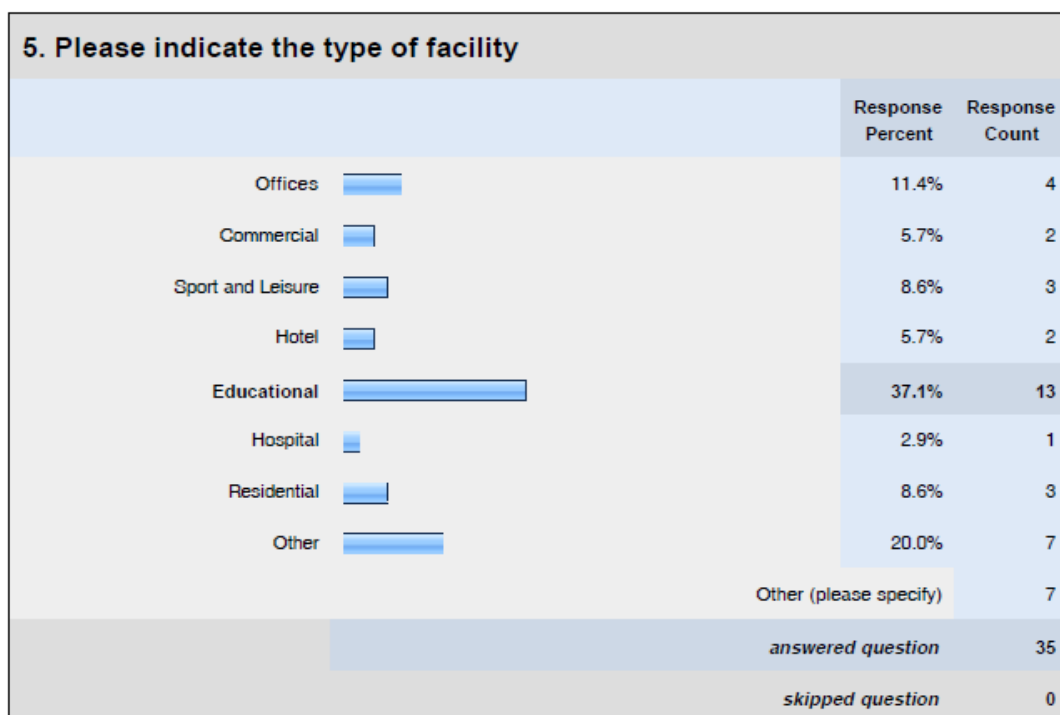 5. Please indicate the type of facility
Response Percent
Response Count
Offices 11.4% 4
Commercial 5.7% 2
Sport and Leisure 8.6% 3
Hotel 5.7% 2
Educational 37.1% 13
Hospital 2.9% 1
Residential 8.6% 3
Other 20.0% 7
Other (please specify) 7
answered question 35
skipped question 0